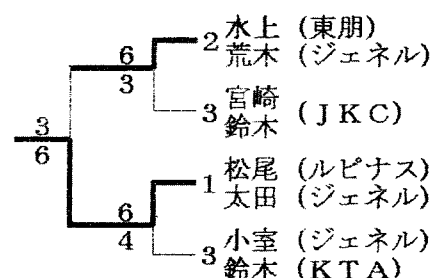 6
3
2 水上 (東朋)
荒木 (ジェネル)
3 宮崎 (JKC)
鈴木
3
6
6
4
1 松尾 (ルピナス)
太田 (ジェネル)
3 小室 (ジェネル)
鈴木 (KTA)